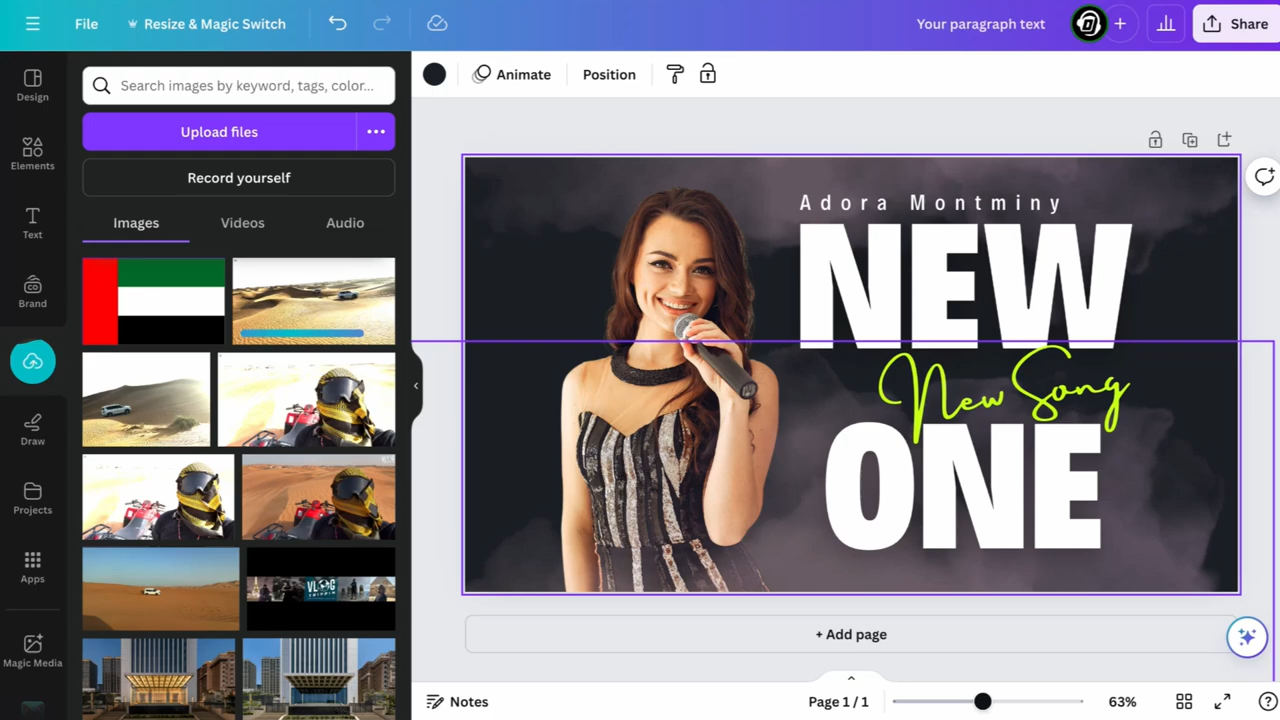 File
Resize & Magic Switch
Your paragraph text
Share
Design
Elements
Text
Brand
Draw
Projects
Apps
Magic Media
Search images by keyword, tags, color...
Upload files
Record yourself
Images
Videos
Audio
VLOG
Animate
Position
Adora Montminy
NEW
New Song
ONE
+ Add page
Notes
Page 1 / 1
63%